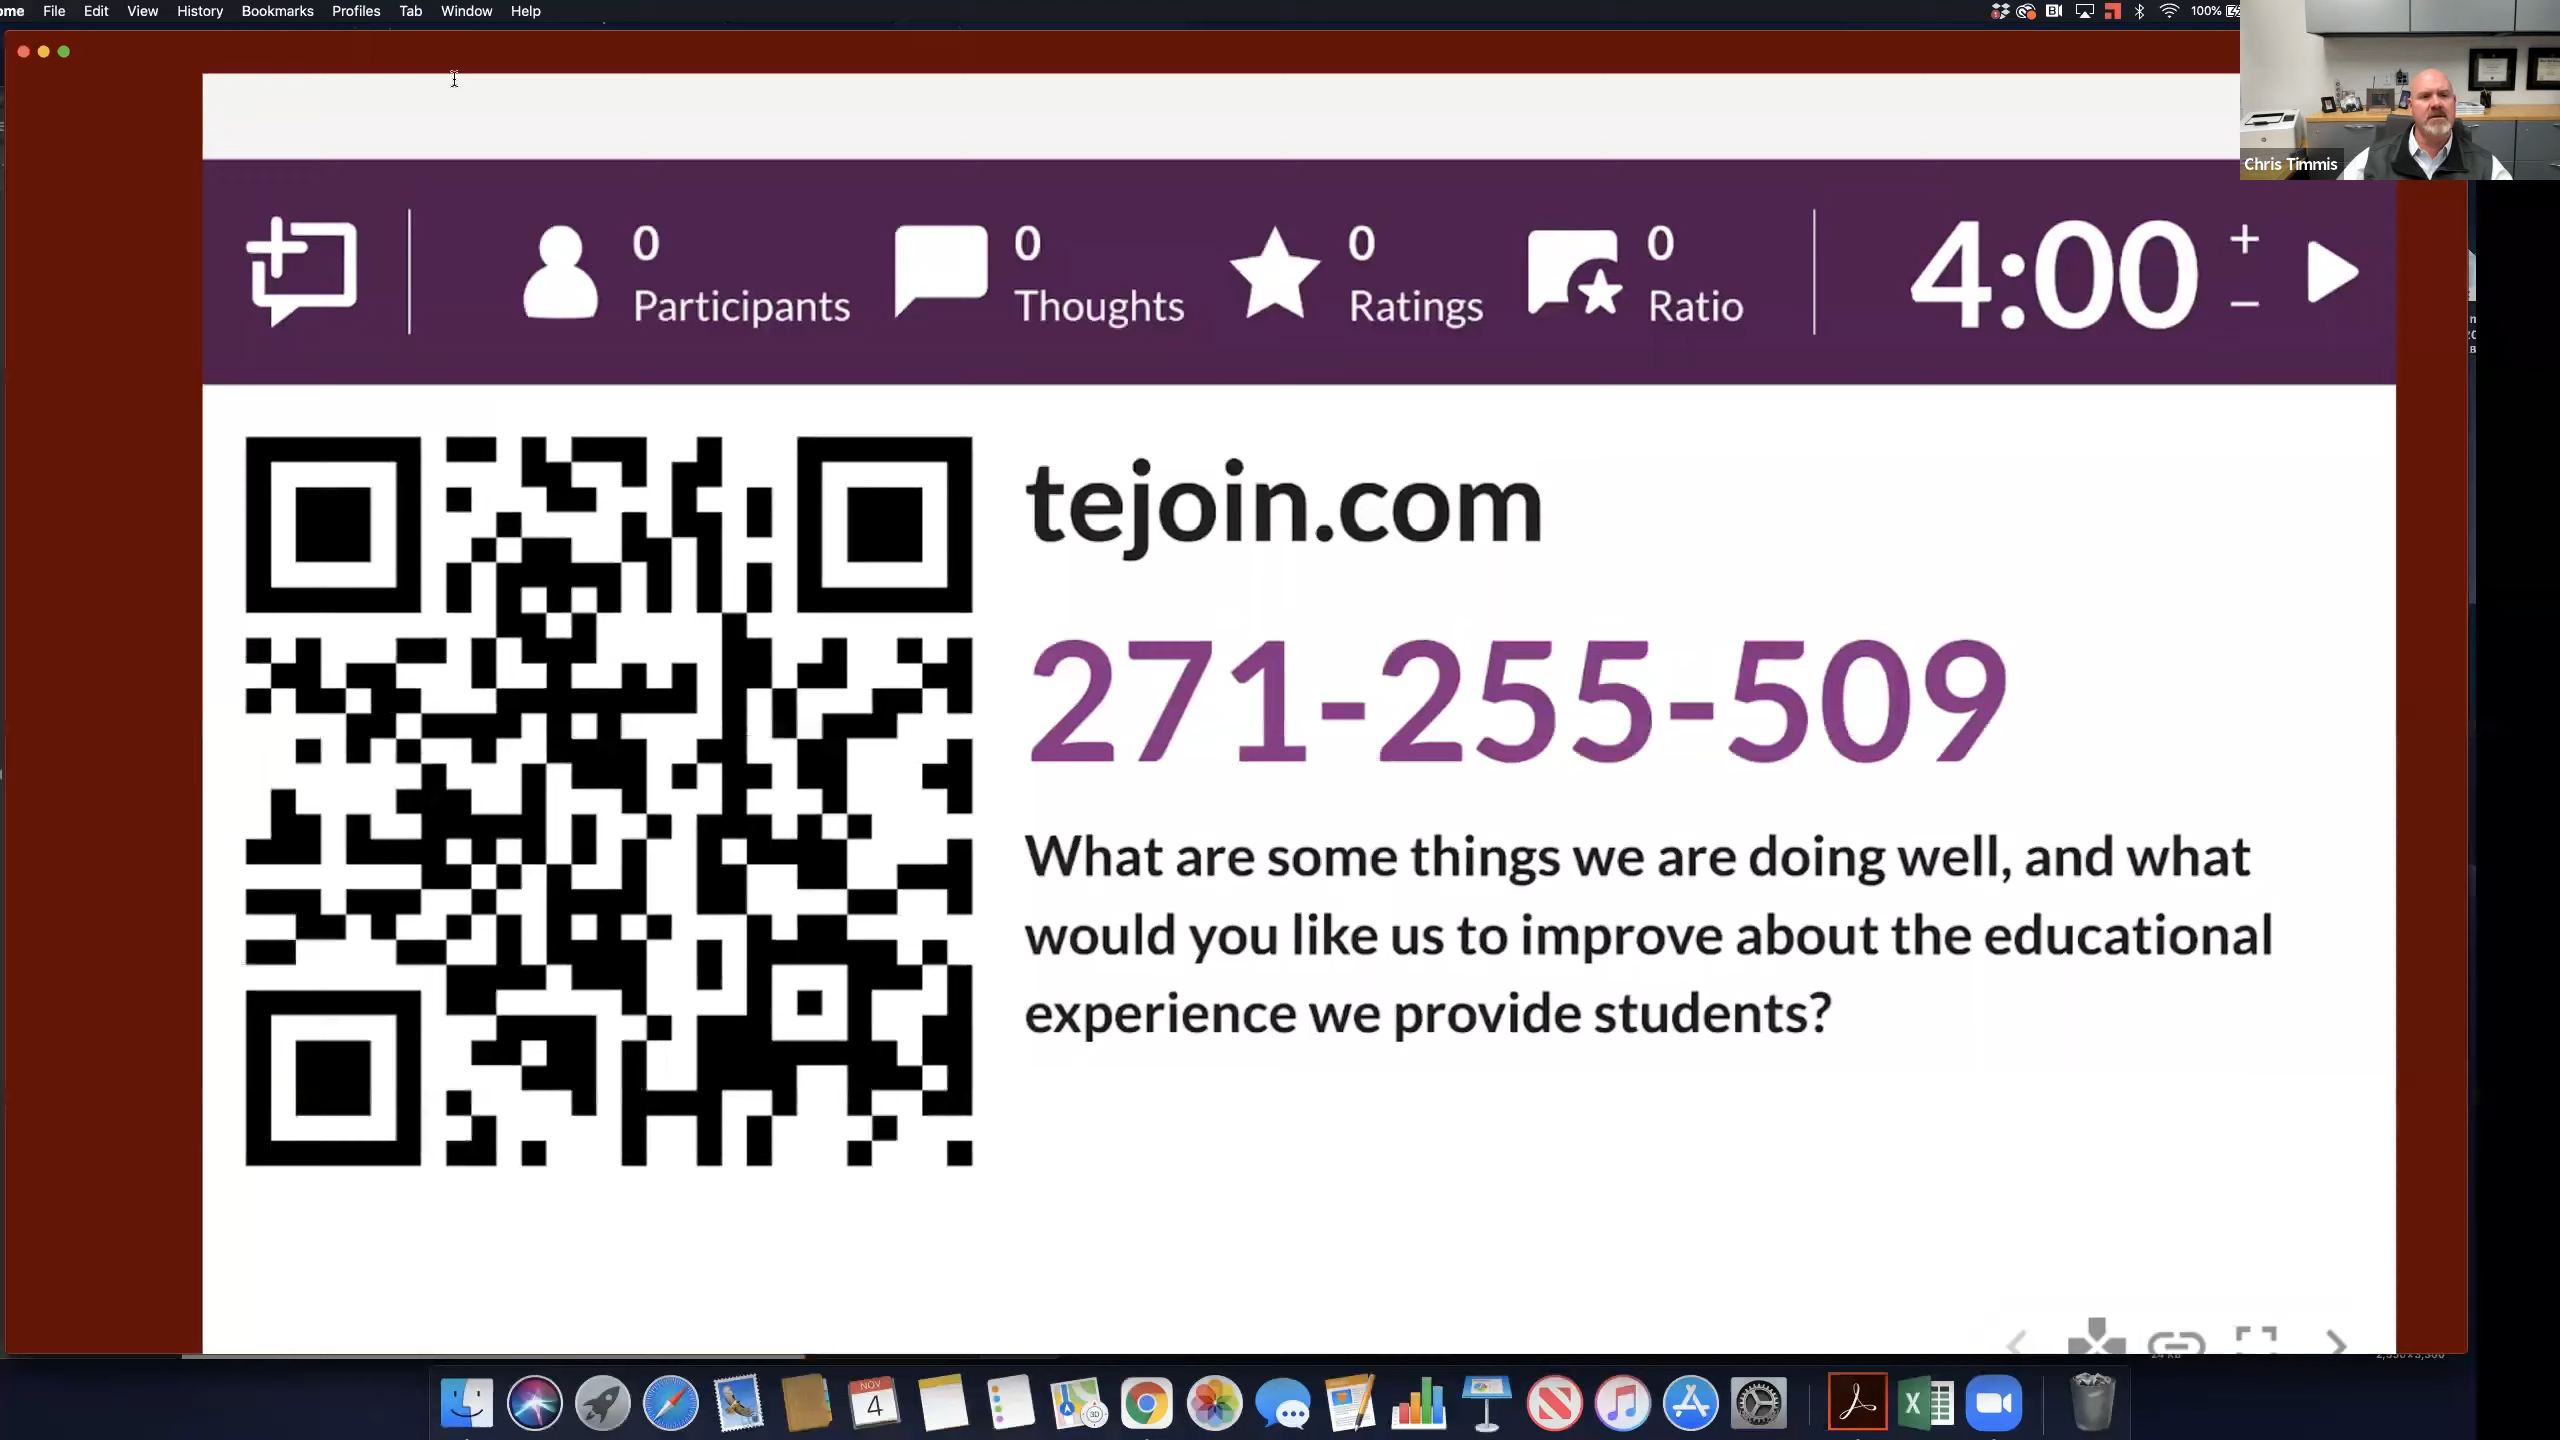 ome File Edit View History Bookmarks Profiles Tab Window Help
100%
Chris Timmis
0
Participants
0
Thoughts
0
Ratings
0
Ratio
4:00
+
−
tejoin.com
271-255-509
What are some things we are doing well, and what
would you like us to improve about the educational
experience we provide students?
NOV
4
3D